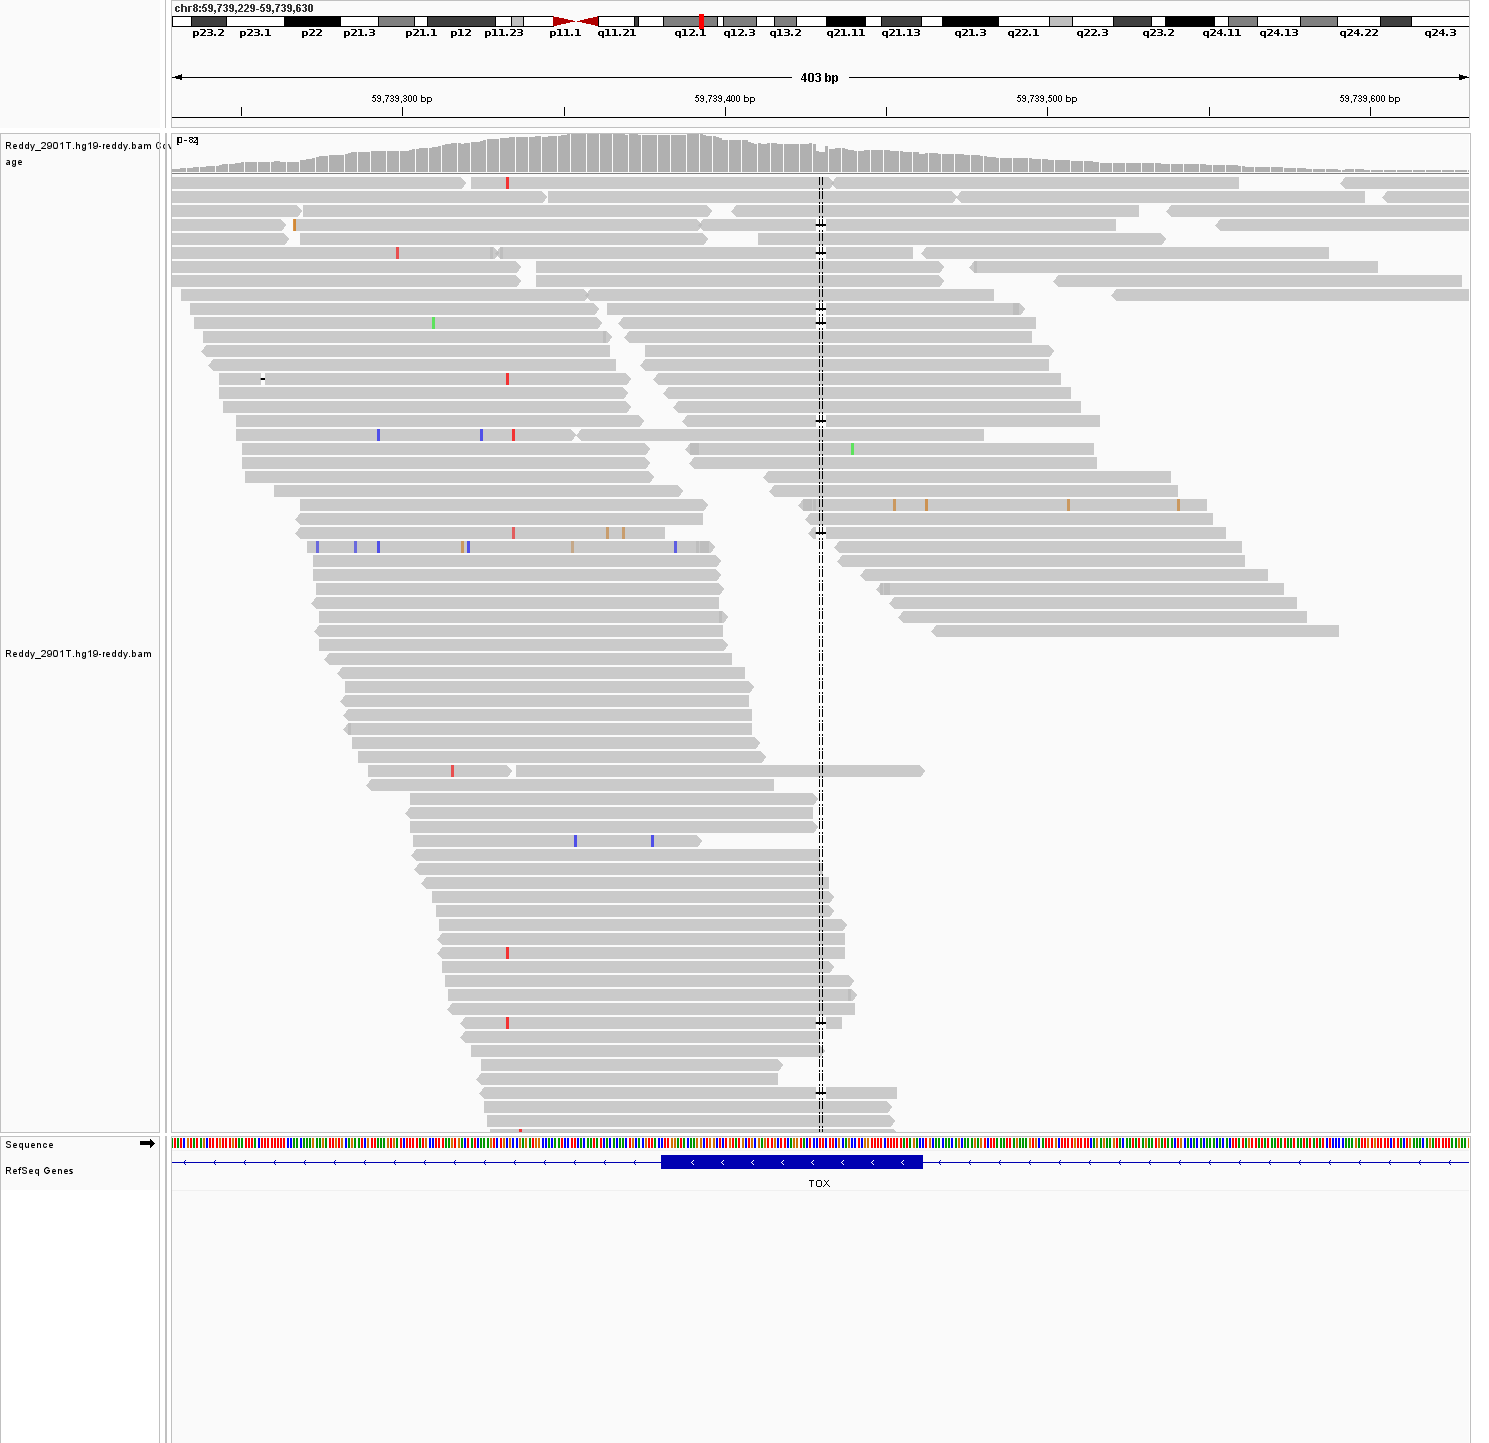 chr8:59,739,229-59,739,630
p23.2 p23.1 p22 p21.3 p21.1 p12 p11.23 p11.1 q11.21 q12.1 q12.3 q13.2 q21.11 q21.13 q21.3 q22.1 q22.3 q23.2 q24.11 q24.13 q24.22 q24.3
403 bp
59,739,300 bp 59,739,400 bp 59,739,500 bp 59,739,600 bp
[0-82]
Reddy_2901T.hg19-reddy.bam Cov
age
Reddy_2901T.hg19-reddy.bam
Sequence
RefSeq Genes
TOX